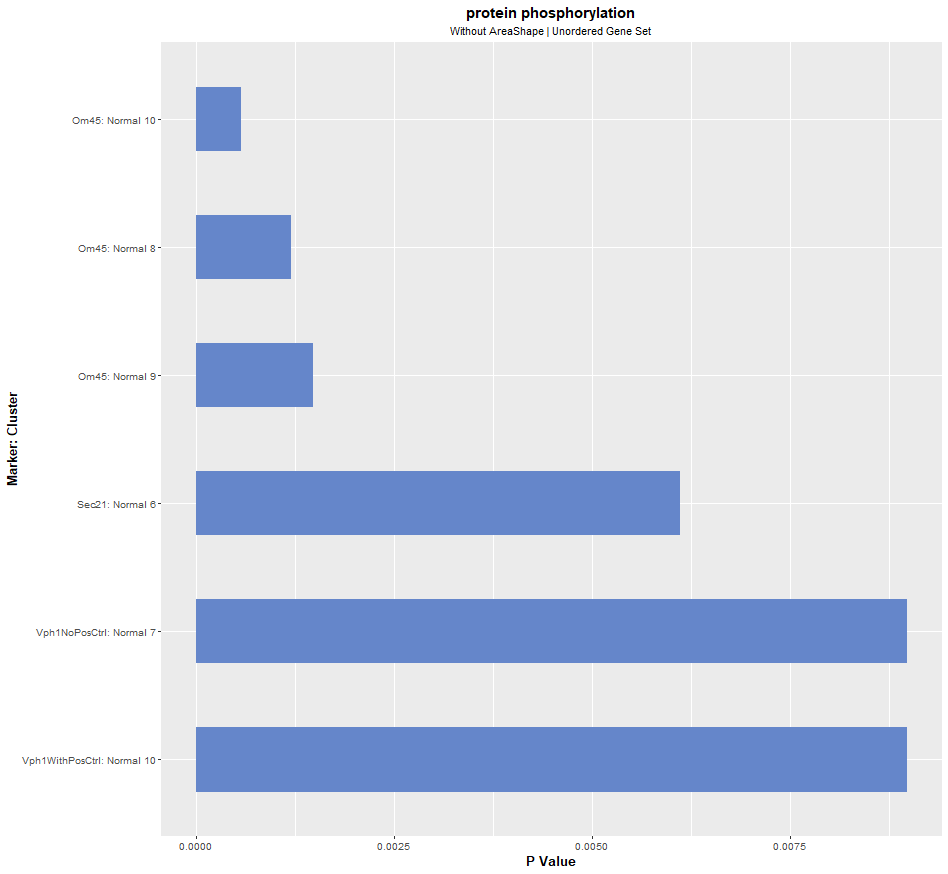 protein phosphorylation
Without AreaShape | Unordered Gene Set
Marker: Cluster
Om45: Normal 10
Om45: Normal 8
Om45: Normal 9
Sec21: Normal 6
Vph1NoPosCtrl: Normal 7
Vph1WithPosCtrl: Normal 10
0.0000 0.0025 0.0050 0.0075
P Value